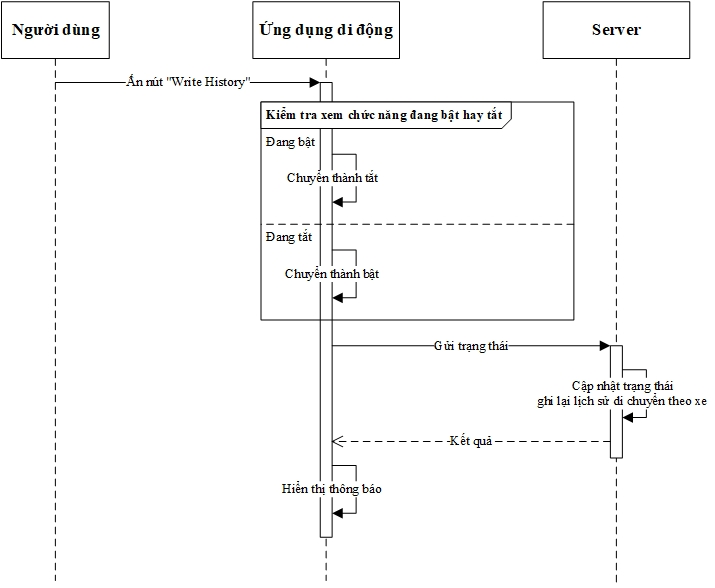 Người dùng
Ứng dụng di động
Server
Ấn nút "Write History"
Kiểm tra xem chức năng đang bật hay tắt
Đang bật
Chuyển thành tắt
Đang tắt
Chuyển thành bật
Gửi trạng thái
Cập nhật trạng thái
ghi lại lịch sử di chuyển theo xe
Kết quả
Hiển thị thông báo